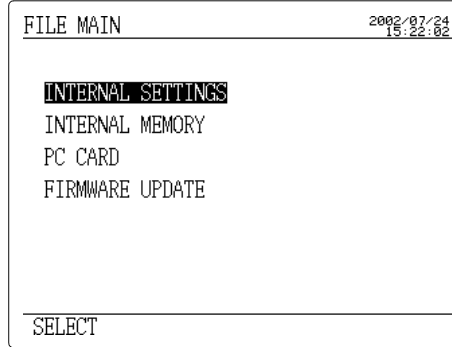 FILE MAIN
2002/07/24
15:22:02
INTERNAL SETTINGS
INTERNAL MEMORY
PC CARD
FIRMWARE UPDATE
SELECT